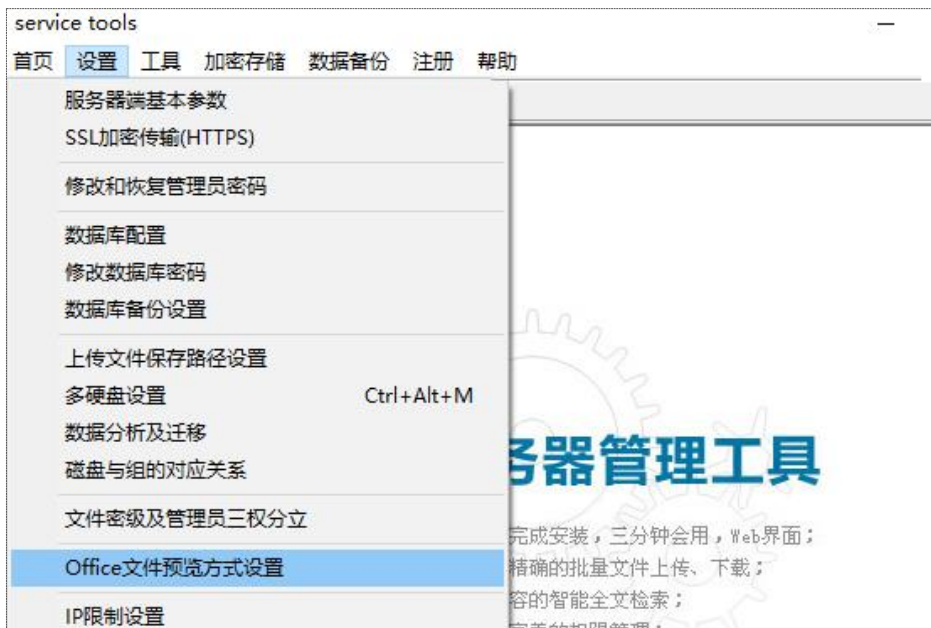 service tools
首页 设置 工具 加密存储 数据备份 注册 帮助
服务器端基本参数
SSL加密传输(HTTPS)
修改和恢复管理员密码
数据库配置
修改数据库密码
数据库备份设置
上传文件保存路径设置
多硬盘设置 Ctrl+Alt+M
数据分析及迁移
磁盘与组的对应关系
文件密级及管理员三权分立
Office文件预览方式设置
IP限制设置
务器管理工具
完成安装，三分钟会用，Web界面；
精确的批量文件上传、下载；
容的智能全文检索；